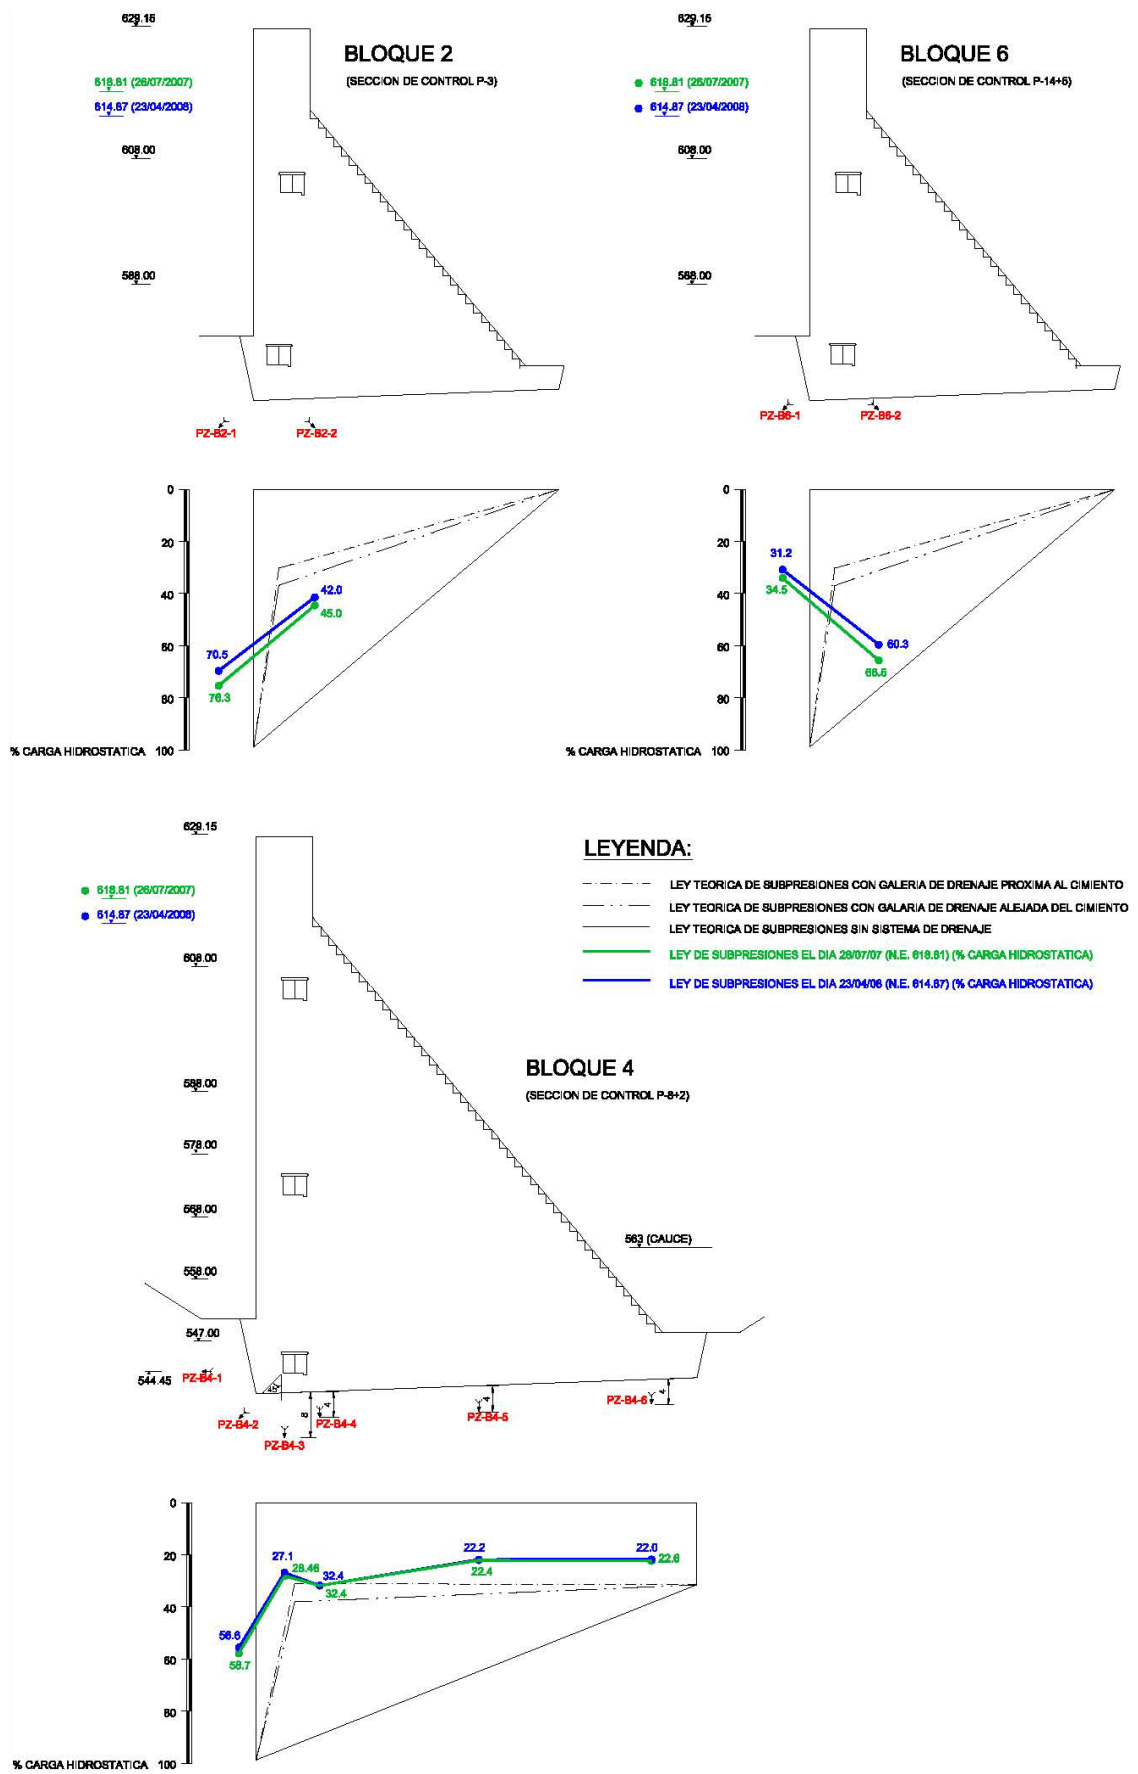 629.15
BLOQUE 2
(SECCION DE CONTROL P-3)
618.81 (26/07/2007)
614.87 (23/04/2008)
608.00
588.00
PZ-B2-1
PZ-B2-2
629.15
BLOQUE 6
(SECCION DE CONTROL P-14+5)
618.81 (26/07/2007)
614.87 (23/04/2008)
608.00
568.00
PZ-B6-1
PZ-B6-2
0
20
40
60
80
% CARGA HIDROSTATICA 100
42.0
45.0
70.5
76.3
0
20
40
60
80
% CARGA HIDROSTATICA 100
31.2
34.5
60.3
66.5
629.15
618.81 (26/07/2007)
614.87 (23/04/2008)
608.00
588.00
578.00
568.00
558.00
547.00
544.45
LEYENDA:
LEY TEORICA DE SUBPRESIONES CON GALERIA DE DRENAJE PROXIMA AL CIMIENTO
LEY TEORICA DE SUBPRESIONES CON GALARIA DE DRENAJE ALEJADA DEL CIMIENTO
LEY TEORICA DE SUBPRESIONES SIN SISTEMA DE DRENAJE
LEY DE SUBPRESIONES EL DIA 26/07/07 (N.E. 618.81) (% CARGA HIDROSTATICA)
LEY DE SUBPRESIONES EL DIA 23/04/08 (N.E. 614.87) (% CARGA HIDROSTATICA)
BLOQUE 4
(SECCION DE CONTROL P-8+2)
563 (CAUCE)
PZ-B4-1
PZ-B4-2
PZ-B4-3
PZ-B4-4
PZ-B4-5
PZ-B4-6
45°
8
4
4
4
0
20
40
60
80
% CARGA HIDROSTATICA 100
27.1
28.46
32.4
32.4
22.2
22.4
22.0
22.6
56.6
58.7